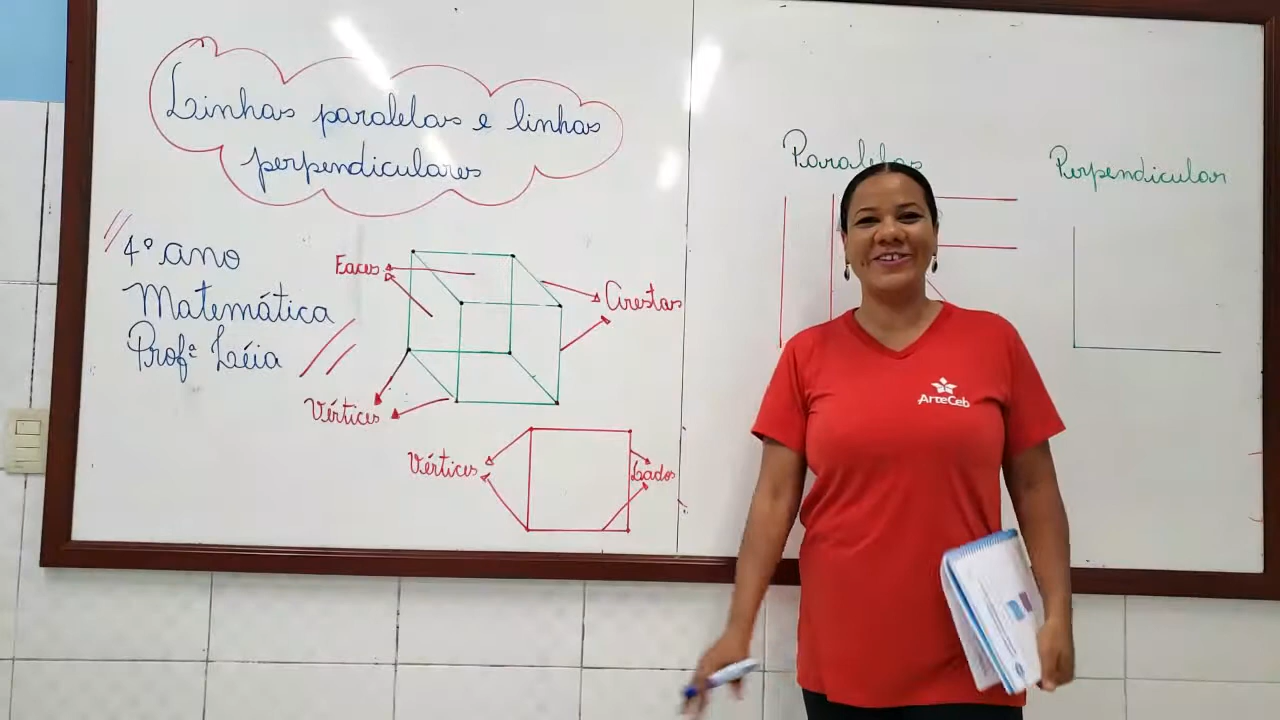 Linhas paralelas e linhas
perpendiculares
4º ano
Matemática
Profª Léia
Faces
Arestas
Vértices
Vértices
Lados
Paralelas
Perpendicular
ArteCeb